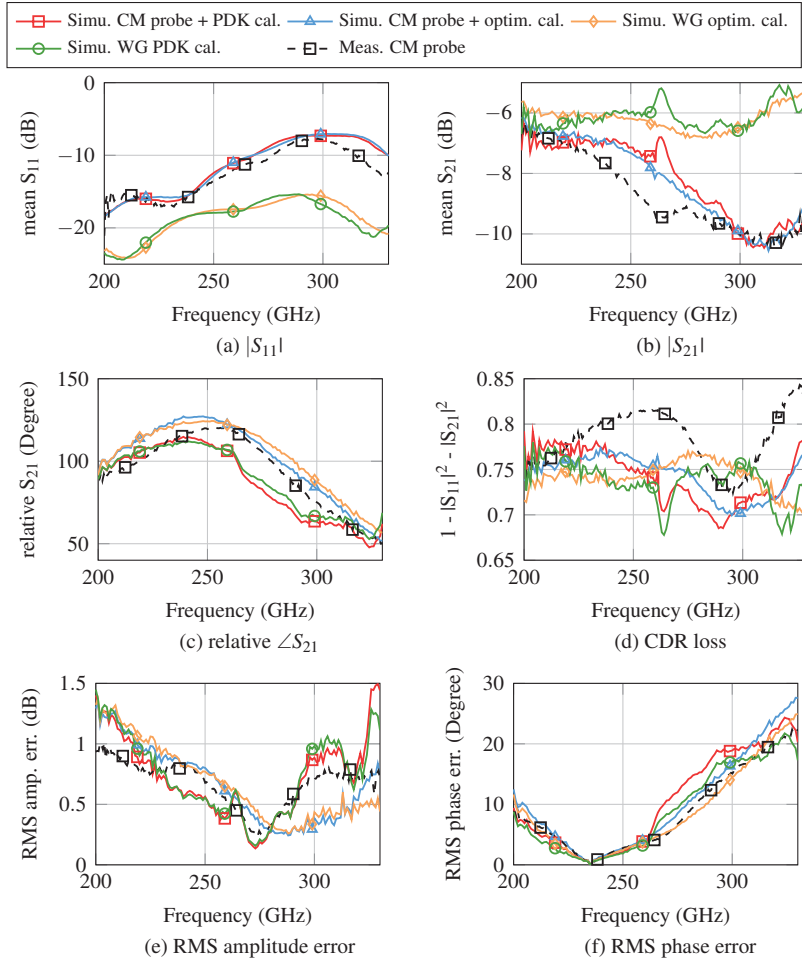 Simu. CM probe + PDK cal. Simu. CM probe + optim. cal. Simu. WG optim. cal.
Simu. WG PDK cal. Meas. CM probe
mean S11 (dB)
0
−10
−20
200 250 300
Frequency (GHz)
(a) |S11|
mean S21 (dB)
−6
−8
−10
200 250 300
Frequency (GHz)
(b) |S21|
relative S21 (Degree)
150
100
50
200 250 300
Frequency (GHz)
(c) relative ∠S21
1 - |S11|² - |S21|²
0.85
0.8
0.75
0.7
0.65
200 250 300
Frequency (GHz)
(d) CDR loss
RMS amp. err. (dB)
1.5
1
0.5
0
200 250 300
Frequency (GHz)
(e) RMS amplitude error
RMS phase err. (Degree)
30
20
10
0
200 250 300
Frequency (GHz)
(f) RMS phase error